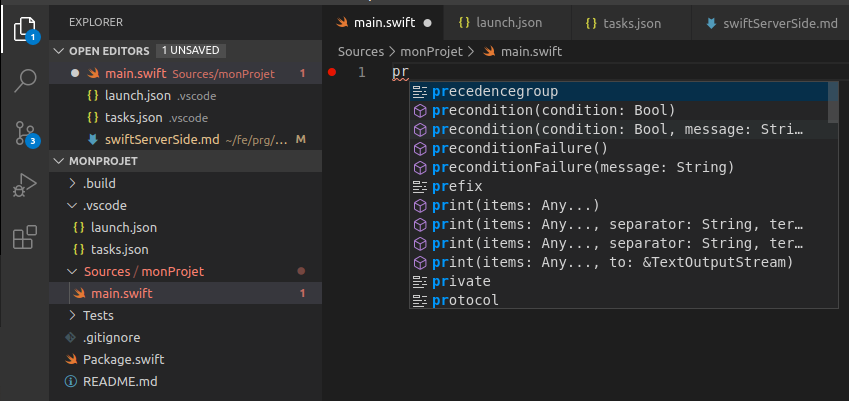 EXPLORER
OPEN EDITORS 1 UNSAVED
main.swift Sources/monProjet 1
{} launch.json .vscode
{} tasks.json .vscode
swiftServerSide.md ~/fe/prg/... M
MONPROJET
.build
.vscode
{} launch.json
{} tasks.json
Sources / monProjet
main.swift 1
Tests
.gitignore
Package.swift
README.md
1
3
main.swift
{} launch.json
{} tasks.json
swiftServerSide.md
Sources > monProjet > main.swift
1 pr
precedencegroup
precondition(condition: Bool)
precondition(condition: Bool, message: Stri…
preconditionFailure()
preconditionFailure(message: String)
prefix
print(items: Any...)
print(items: Any..., separator: String, ter…
print(items: Any..., separator: String, ter…
print(items: Any..., to: &TextOutputStream)
private
protocol